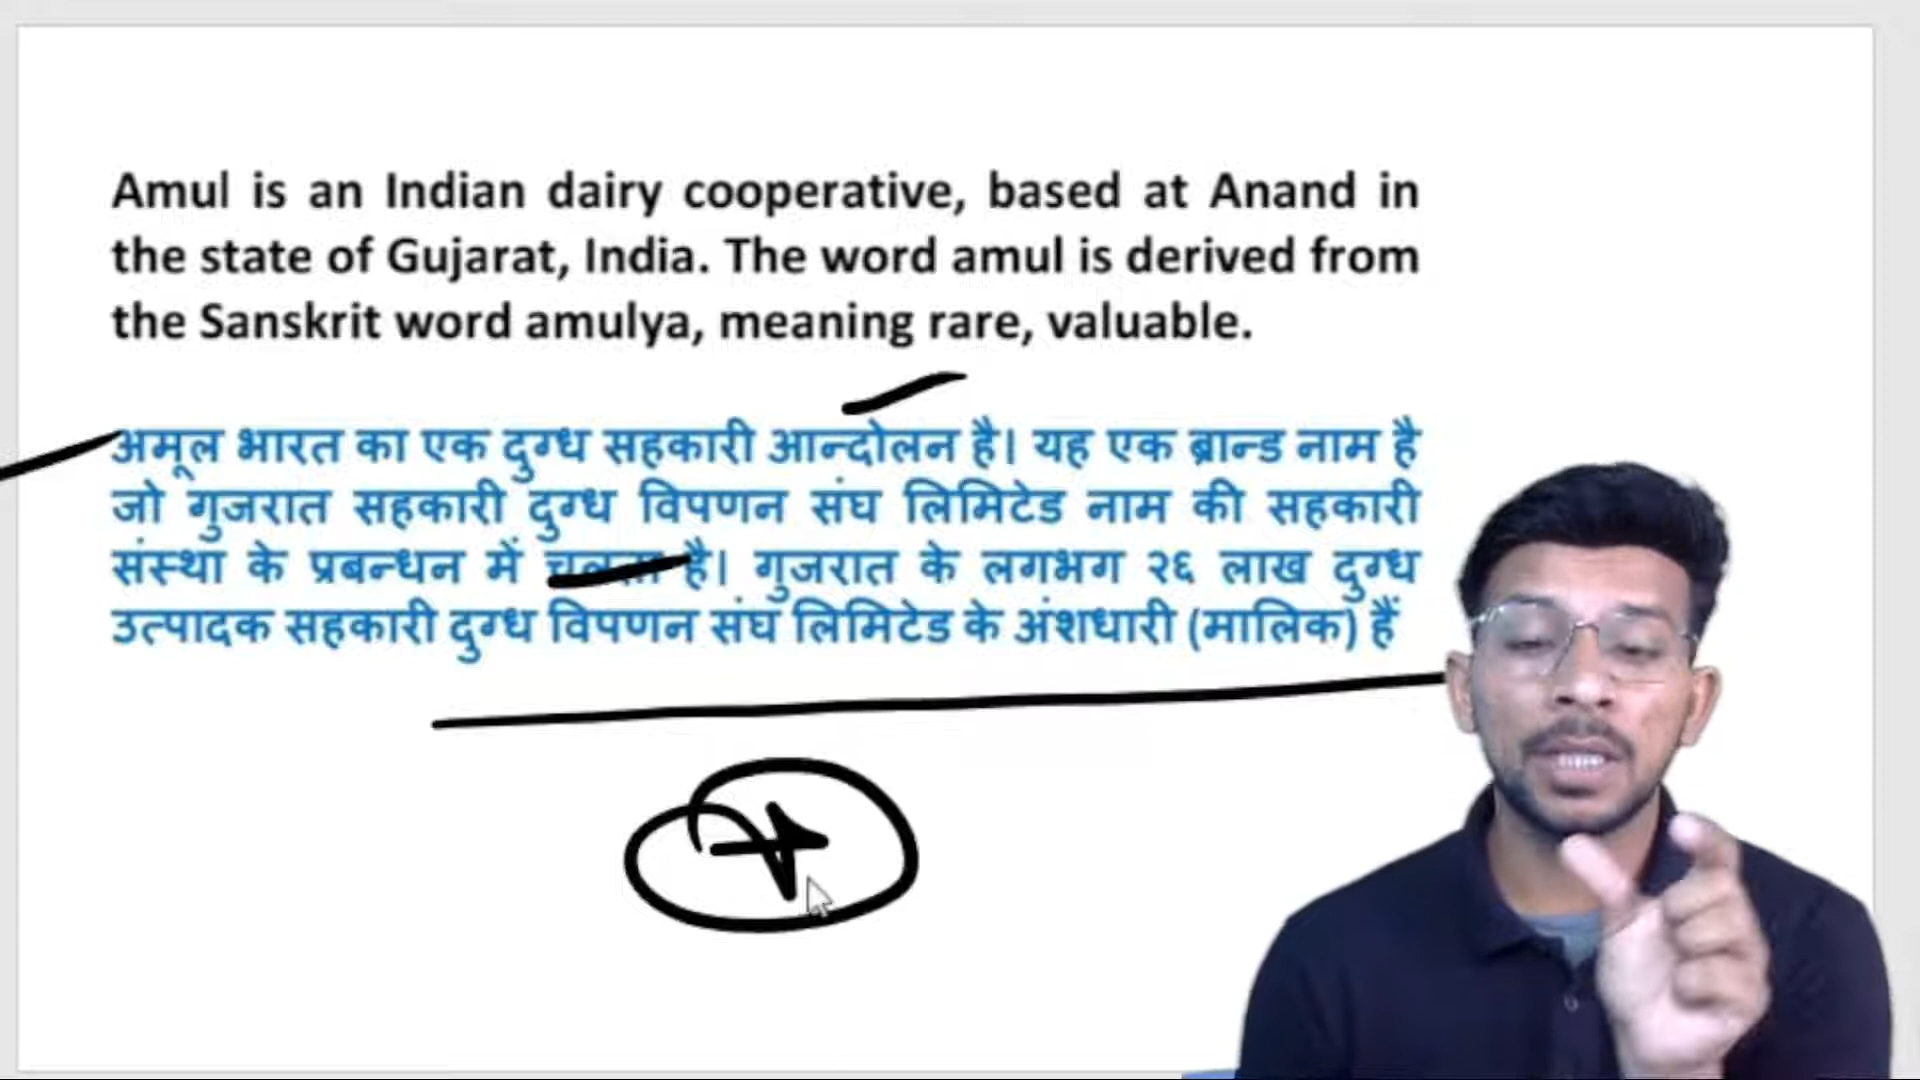 Amul is an Indian dairy cooperative, based at Anand in
the state of Gujarat, India. The word amul is derived from
the Sanskrit word amulya, meaning rare, valuable.
अमूल भारत का एक दुग्ध सहकारी आन्दोलन है। यह एक ब्रान्ड नाम है
जो गुजरात सहकारी दुग्ध विपणन संघ लिमिटेड नाम की सहकारी
संस्था के प्रबन्धन में चलता है। गुजरात के लगभग २६ लाख दुग्ध
उत्पादक सहकारी दुग्ध विपणन संघ लिमिटेड के अंशधारी (मालिक) हैं